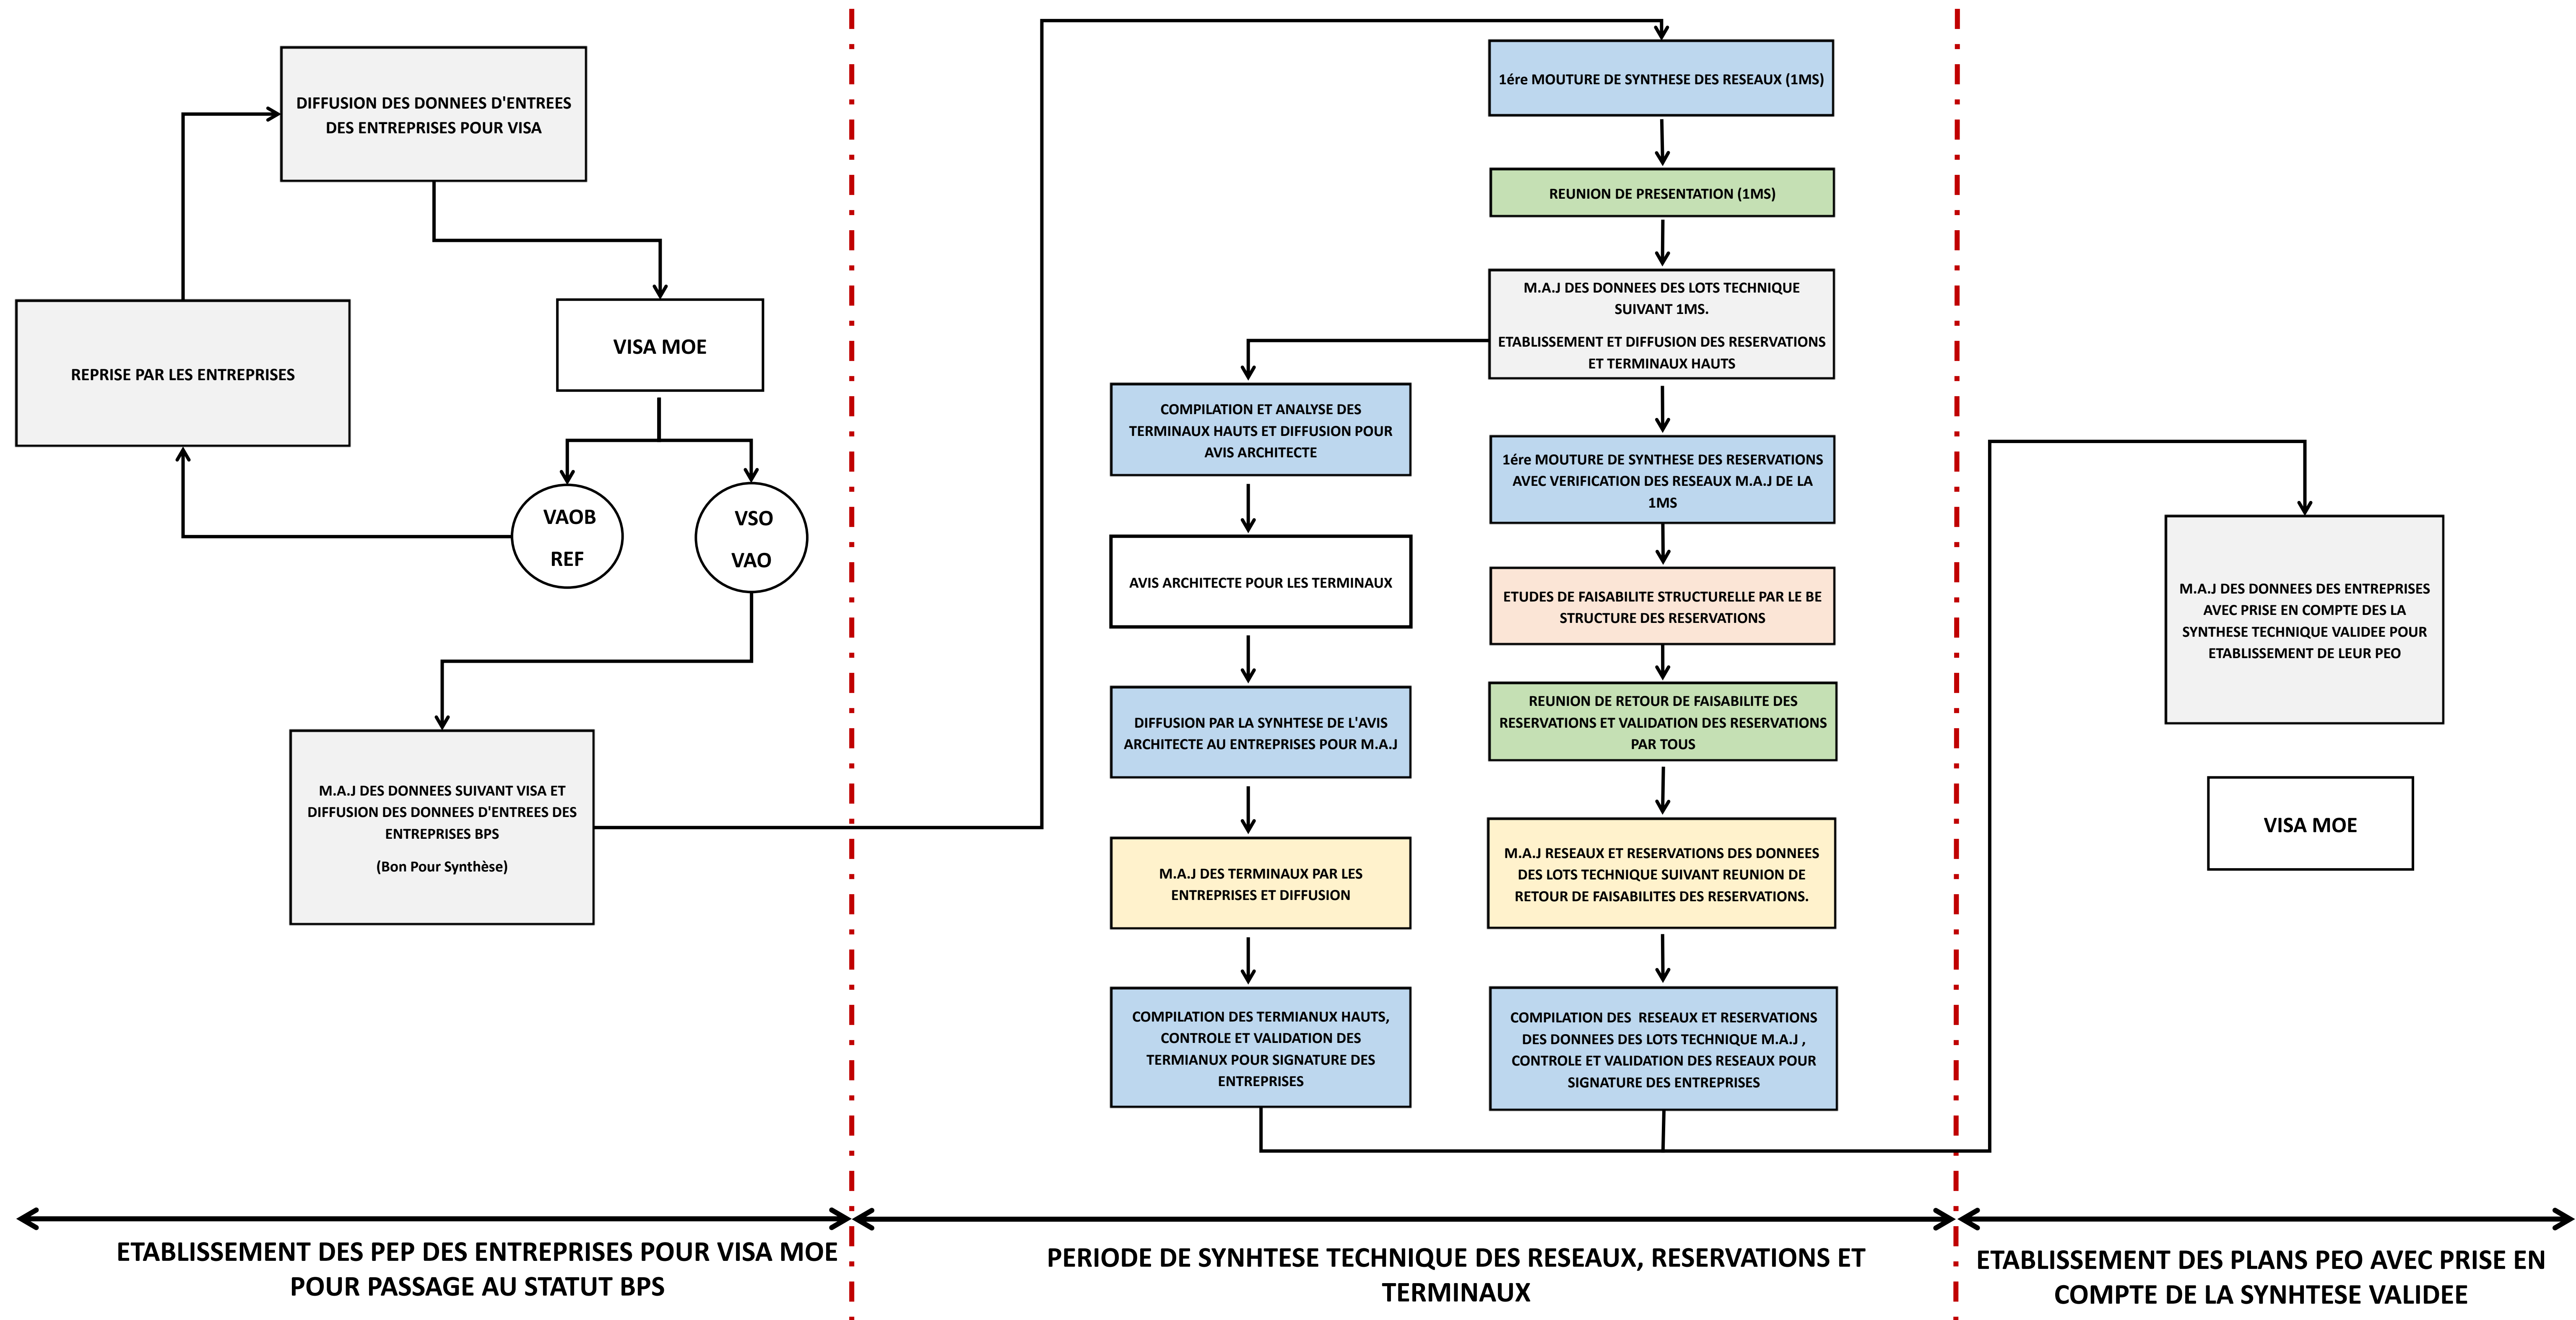 DIFFUSION DES DONNEES D'ENTREES
DES ENTREPRISES POUR VISA
REPRISE PAR LES ENTREPRISES
VISA MOE
VAOB
REF
VSO
VAO
M.A.J DES DONNEES SUIVANT VISA ET
DIFFUSION DES DONNEES D'ENTREES DES
ENTREPRISES BPS
(Bon Pour Synthèse)
ETABLISSEMENT DES PEP DES ENTREPRISES POUR VISA MOE
POUR PASSAGE AU STATUT BPS
1ére MOUTURE DE SYNTHESE DES RESEAUX (1MS)
REUNION DE PRESENTATION (1MS)
M.A.J DES DONNEES DES LOTS TECHNIQUE
SUIVANT 1MS.
ETABLISSEMENT ET DIFFUSION DES RESERVATIONS
ET TERMINAUX HAUTS
COMPILATION ET ANALYSE DES
TERMINAUX HAUTS ET DIFFUSION POUR
AVIS ARCHITECTE
AVIS ARCHITECTE POUR LES TERMINAUX
DIFFUSION PAR LA SYNHTESE DE L'AVIS
ARCHITECTE AU ENTREPRISES POUR M.A.J
M.A.J DES TERMINAUX PAR LES
ENTREPRISES ET DIFFUSION
COMPILATION DES TERMIANUX HAUTS,
CONTROLE ET VALIDATION DES
TERMIANUX POUR SIGNATURE DES
ENTREPRISES
1ére MOUTURE DE SYNTHESE DES RESERVATIONS
AVEC VERIFICATION DES RESEAUX M.A.J DE LA
1MS
ETUDES DE FAISABILITE STRUCTURELLE PAR LE BE
STRUCTURE DES RESERVATIONS
REUNION DE RETOUR DE FAISABILITE DES
RESERVATIONS ET VALIDATION DES RESERVATIONS
PAR TOUS
M.A.J RESEAUX ET RESERVATIONS DES DONNEES
DES LOTS TECHNIQUE SUIVANT REUNION DE
RETOUR DE FAISABILITES DES RESERVATIONS.
COMPILATION DES RESEAUX ET RESERVATIONS
DES DONNEES DES LOTS TECHNIQUE M.A.J ,
CONTROLE ET VALIDATION DES RESEAUX POUR
SIGNATURE DES ENTREPRISES
PERIODE DE SYNHTESE TECHNIQUE DES RESEAUX, RESERVATIONS ET
TERMINAUX
M.A.J DES DONNEES DES ENTREPRISES
AVEC PRISE EN COMPTE DES LA
SYNTHESE TECHNIQUE VALIDEE POUR
ETABLISSEMENT DE LEUR PEO
VISA MOE
ETABLISSEMENT DES PLANS PEO AVEC PRISE EN
COMPTE DE LA SYNHTESE VALIDEE